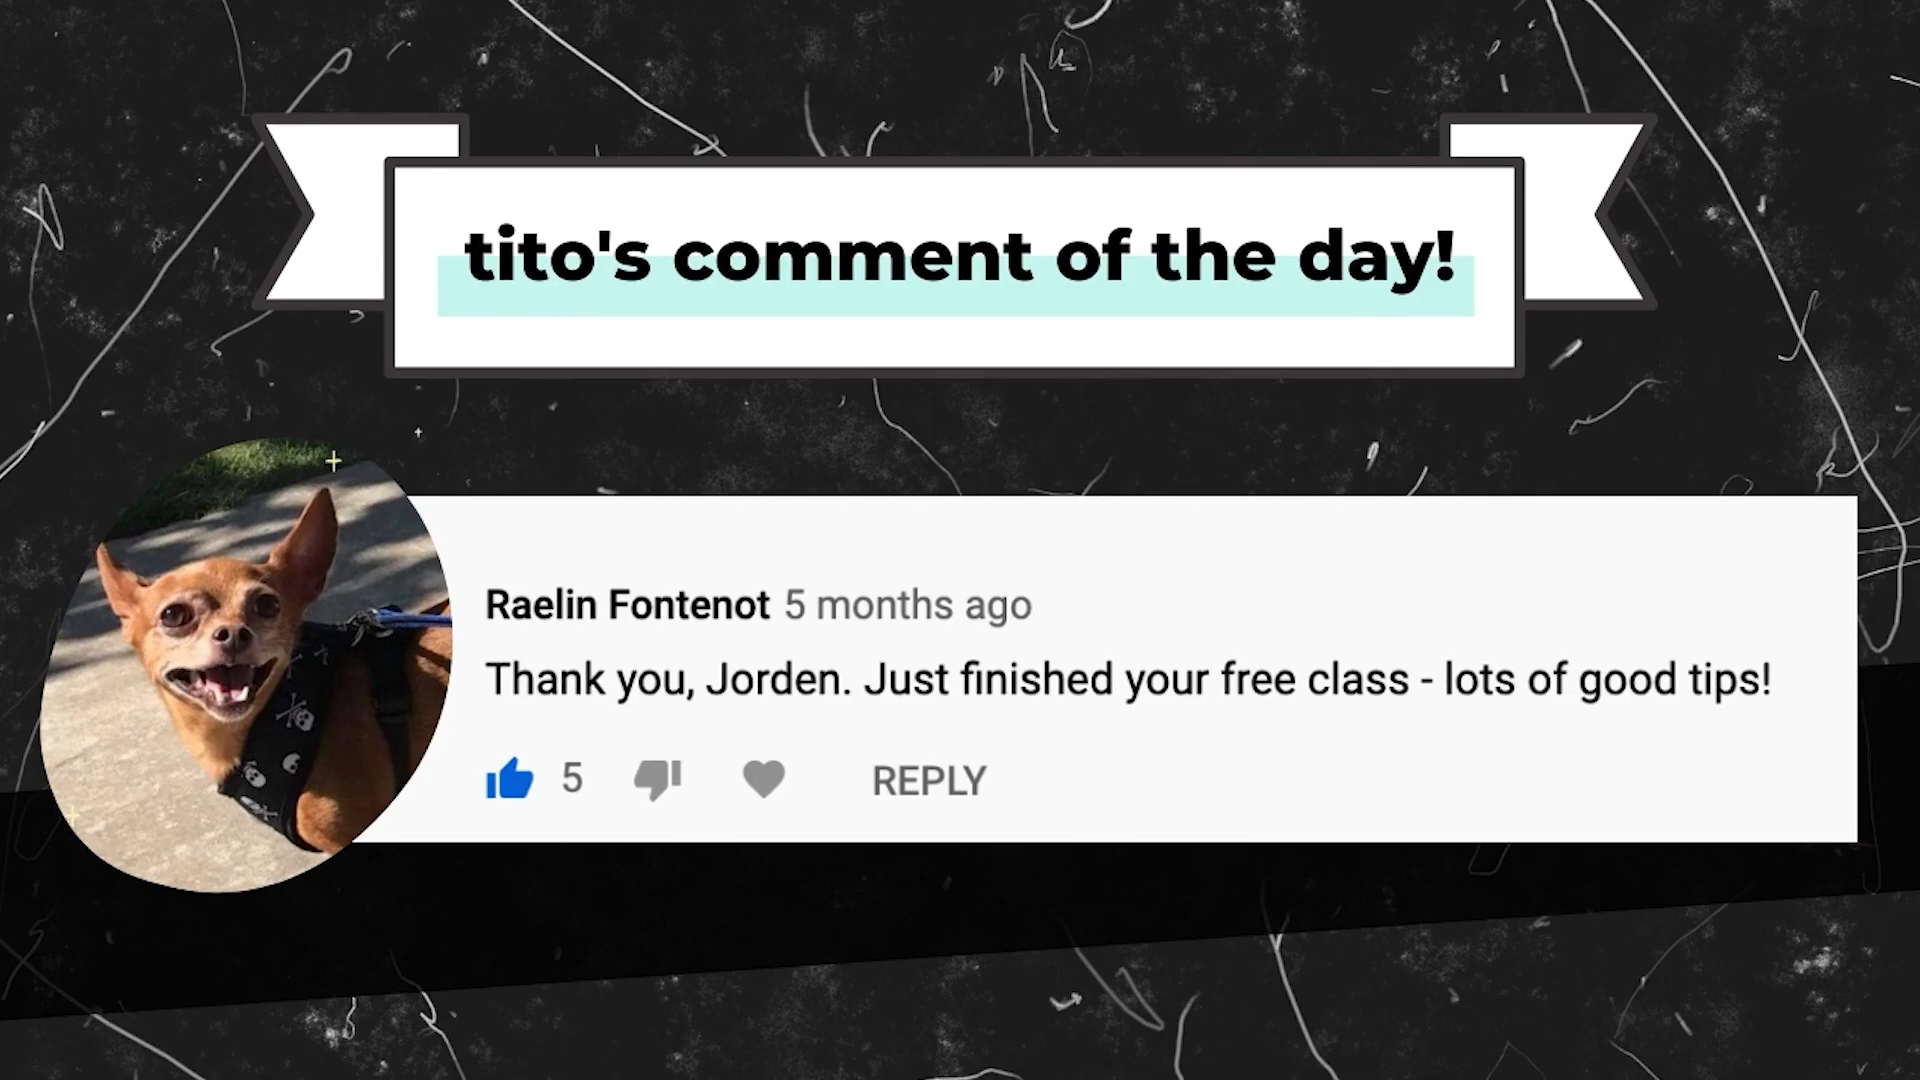 tito's comment of the day!
Raelin Fontenot 5 months ago
Thank you, Jorden. Just finished your free class - lots of good tips!
5 REPLY